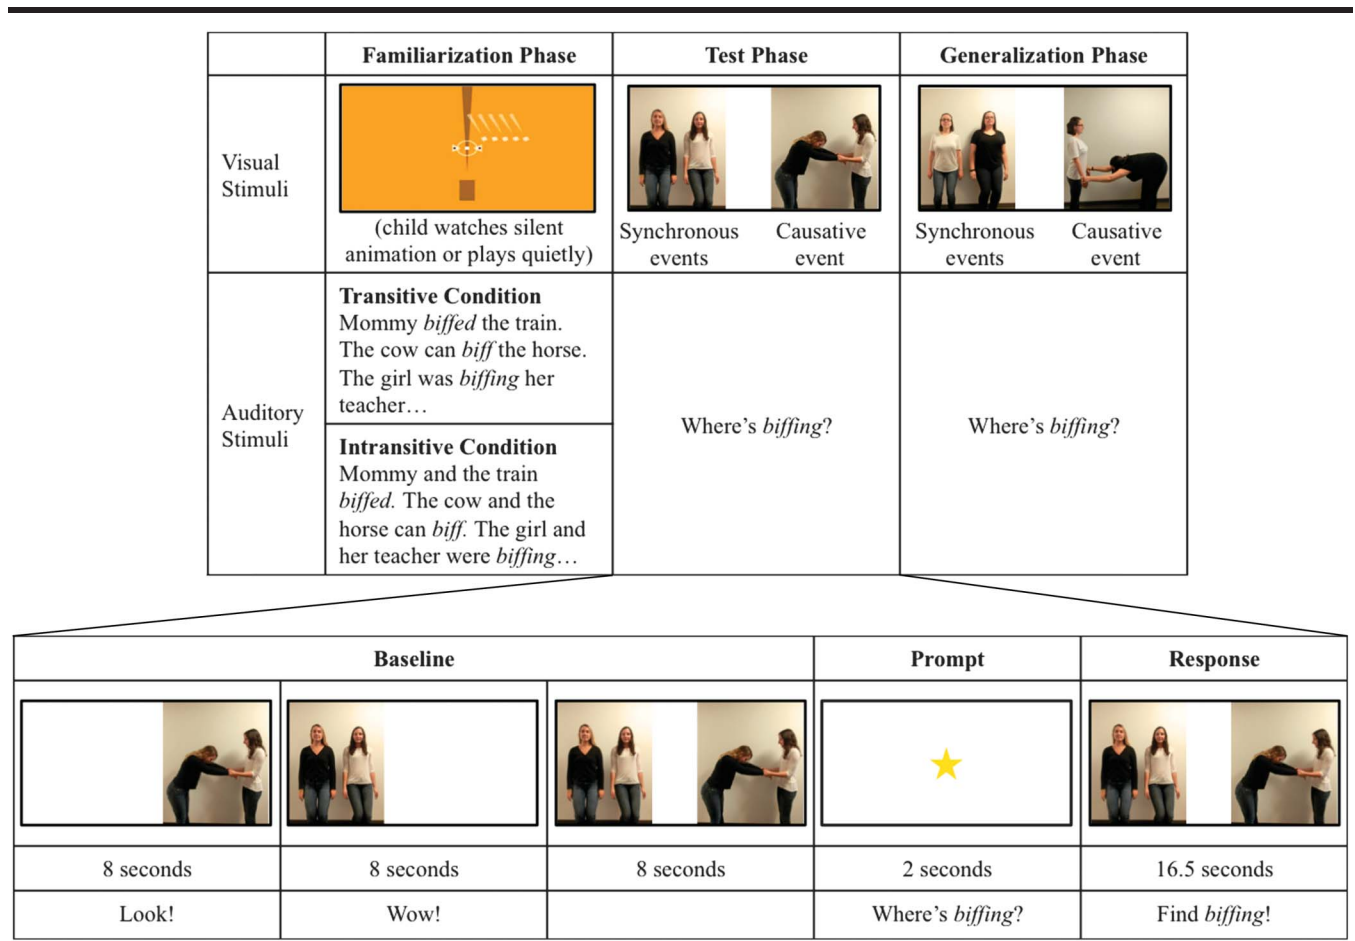 Familiarization Phase
Test Phase
Generalization Phase
Visual
Stimuli
(child watches silent
animation or plays quietly)
Synchronous
events
Causative
event
Synchronous
events
Causative
event
Auditory
Stimuli
Transitive Condition
Mommy biffed the train.
The cow can biff the horse.
The girl was biffing her
teacher…
Intransitive Condition
Mommy and the train
biffed. The cow and the
horse can biff. The girl and
her teacher were biffing…
Where’s biffing?
Where’s biffing?
Baseline
Prompt
Response
8 seconds
8 seconds
8 seconds
2 seconds
16.5 seconds
Look!
Wow!
Where’s biffing?
Find biffing!